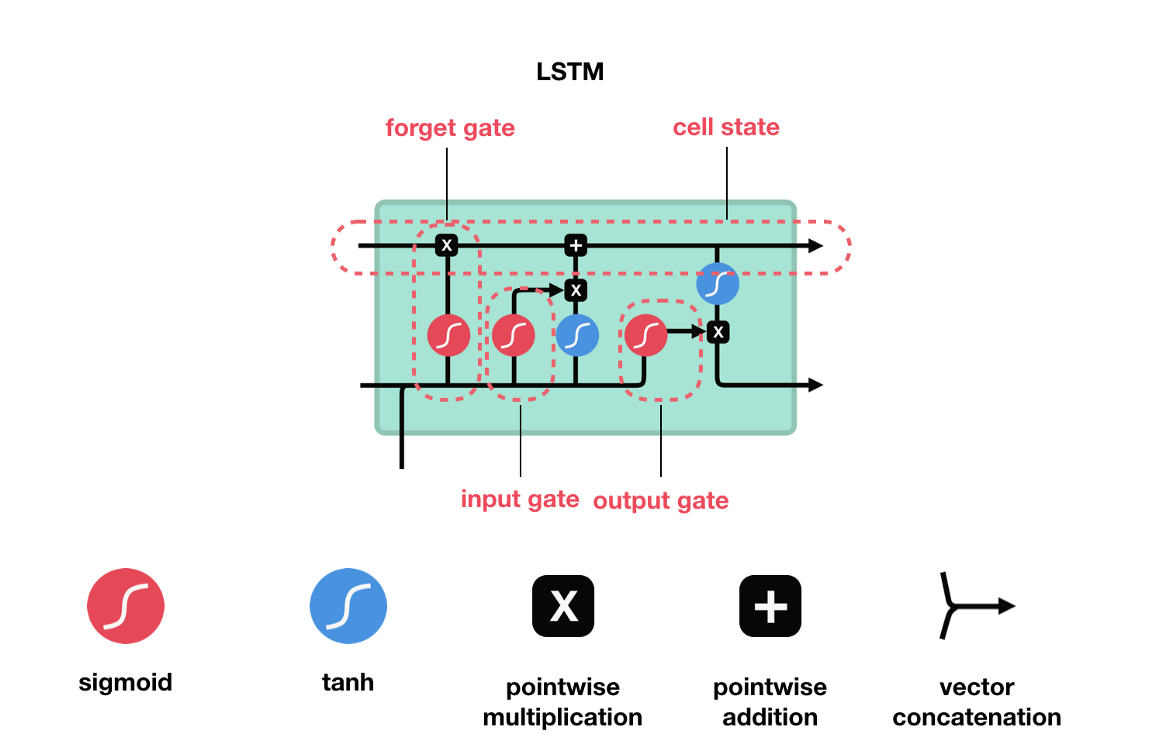 LSTM
forget gate
cell state
X
+
X
X
input gate
output gate
X
+
sigmoid
tanh
pointwise
multiplication
pointwise
addition
vector
concatenation